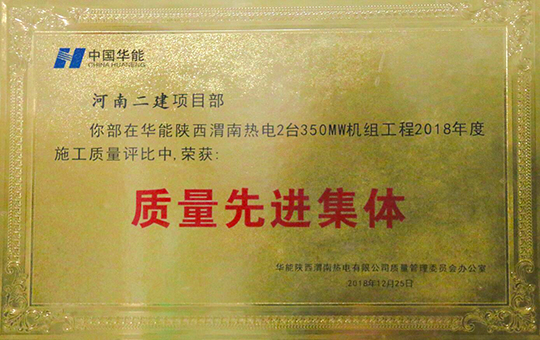 中国华能
CHINA HUANENG
河南二建项目部
你部在华能陕西渭南热电2台350MW机组工程2018年度
施工质量评比中,荣获:
质量先进集体
华能陕西渭南热电有限公司质量管理委员会办公室
2018年12月25日